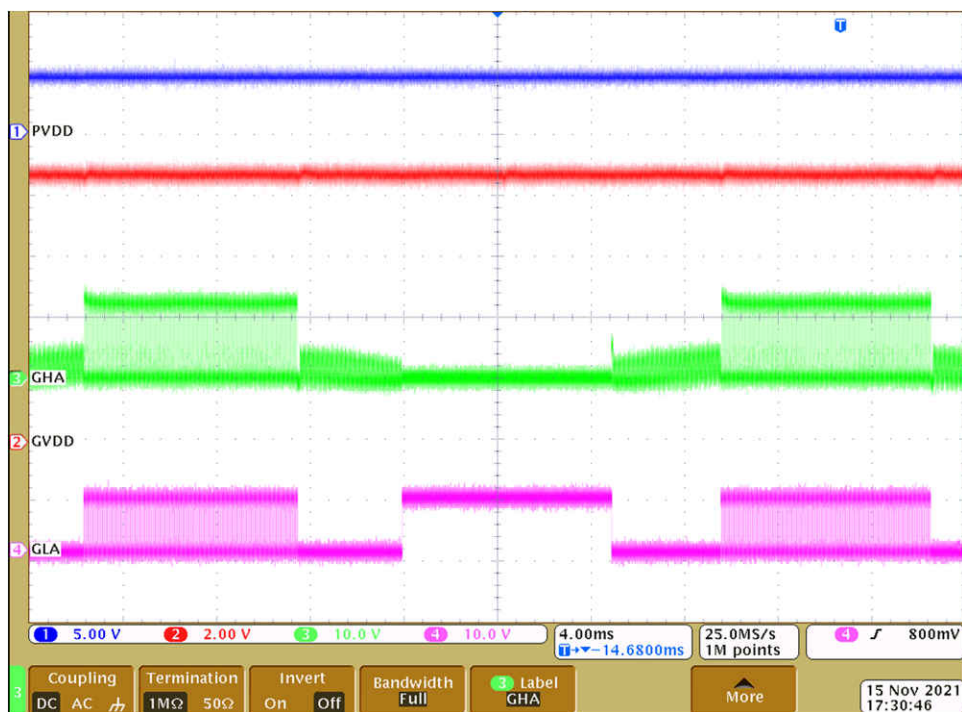 T
1 PVDD
3 GHA
2 GVDD
4 GLA
1 5.00 V 2 2.00 V 3 10.0 V 4 10.0 V
4.00ms
T→▼−14.6800ms
25.0MS/s
1M points
4 800mV
3
Coupling
DC AC
Termination
1MΩ 50Ω
Invert
On Off
Bandwidth
Full
3 Label
GHA
More
15 Nov 2021
17:30:46